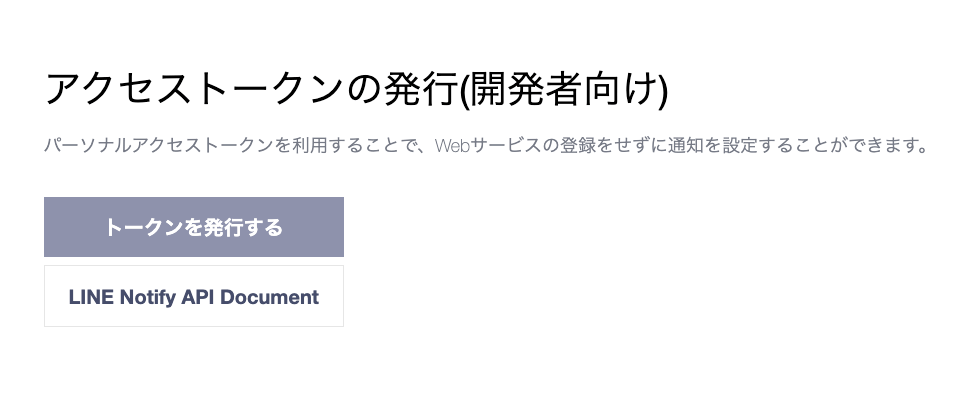 アクセストークンの発行(開発者向け)
パーソナルアクセストークンを利用することで、Webサービスの登録をせずに通知を設定することができます。
トークンを発行する
LINE Notify API Document